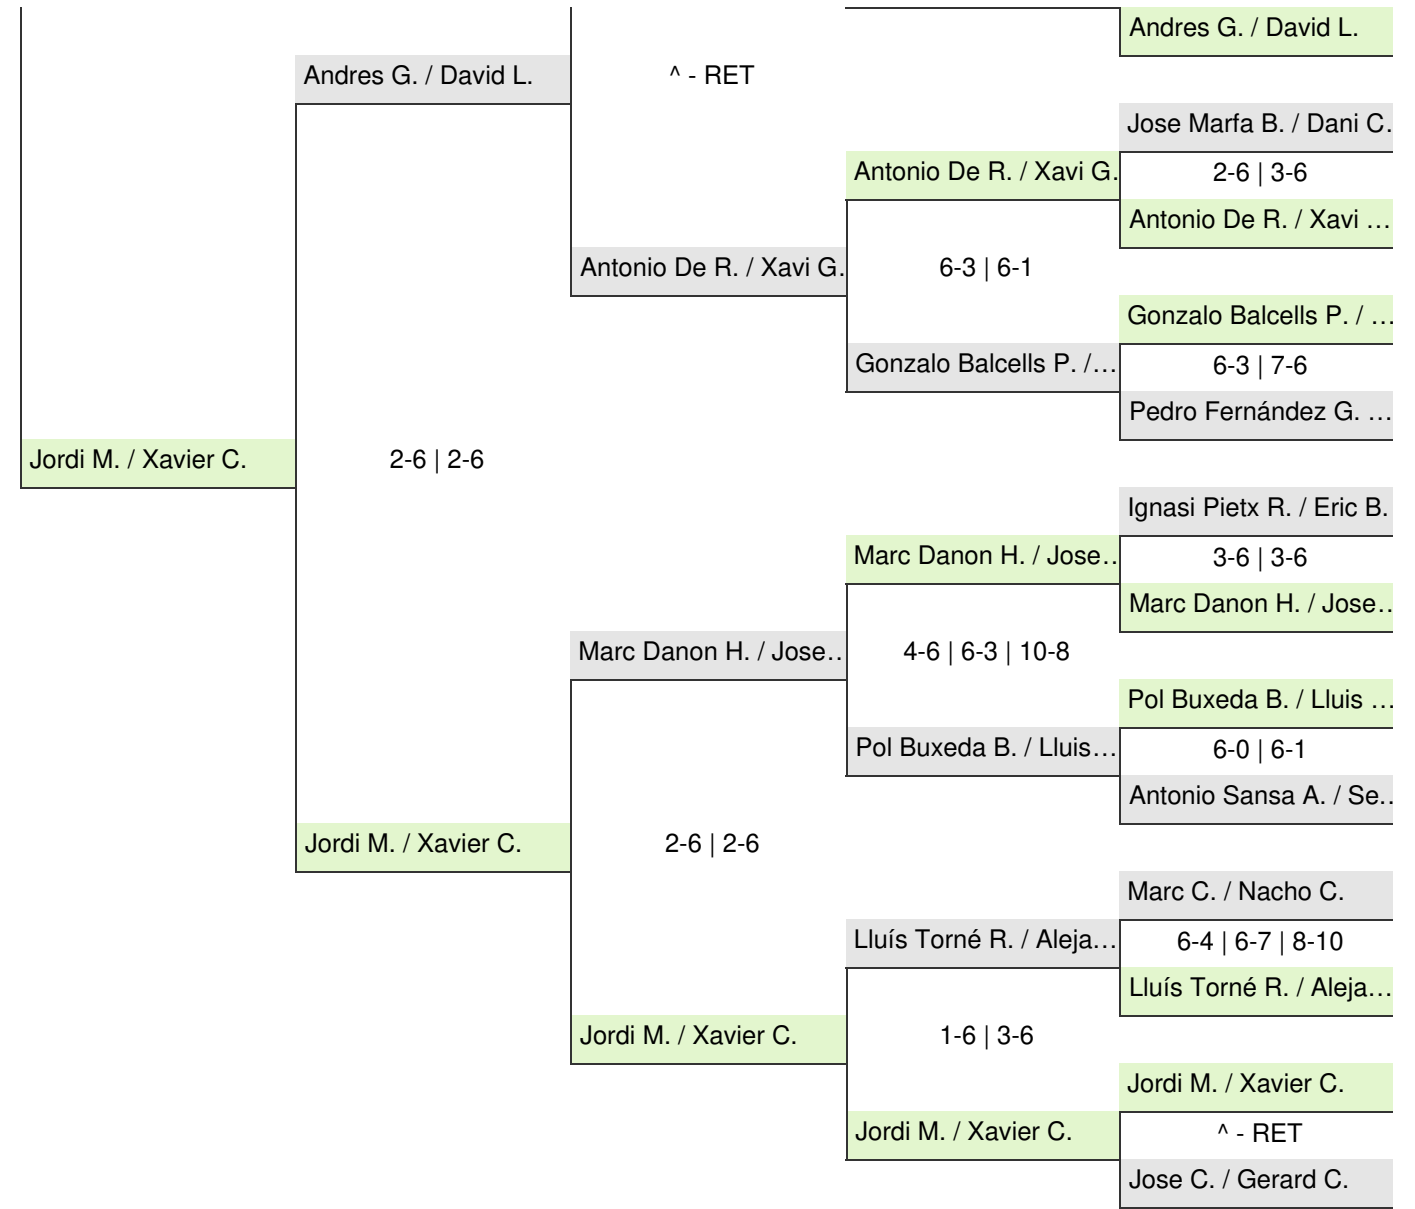 Andres G. / David L.
Andres G. / David L.
^ - RET
Jose Marfa B. / Dani C.
Antonio De R. / Xavi G.
2-6 | 3-6
Antonio De R. / Xavi …
Antonio De R. / Xavi G.
6-3 | 6-1
Gonzalo Balcells P. / …
Gonzalo Balcells P. /…
6-3 | 7-6
Pedro Fernández G. …
Jordi M. / Xavier C.
2-6 | 2-6
Ignasi Pietx R. / Eric B.
Marc Danon H. / Jose…
3-6 | 3-6
Marc Danon H. / Jose…
Marc Danon H. / Jose…
4-6 | 6-3 | 10-8
Pol Buxeda B. / Lluis …
Pol Buxeda B. / Lluis…
6-0 | 6-1
Antonio Sansa A. / Se…
Jordi M. / Xavier C.
2-6 | 2-6
Marc C. / Nacho C.
Lluís Torné R. / Aleja…
6-4 | 6-7 | 8-10
Lluís Torné R. / Aleja…
Jordi M. / Xavier C.
1-6 | 3-6
Jordi M. / Xavier C.
Jordi M. / Xavier C.
^ - RET
Jose C. / Gerard C.